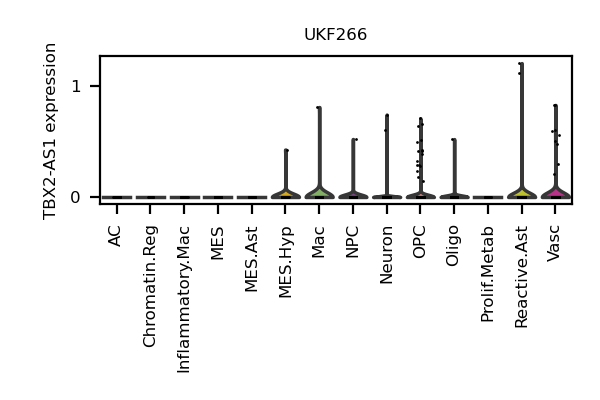 UKF266
TBX2-AS1 expression
1
0
AC
Chromatin.Reg
Inflammatory.Mac
MES
MES.Ast
MES.Hyp
Mac
NPC
Neuron
OPC
Oligo
Prolif.Metab
Reactive.Ast
Vasc